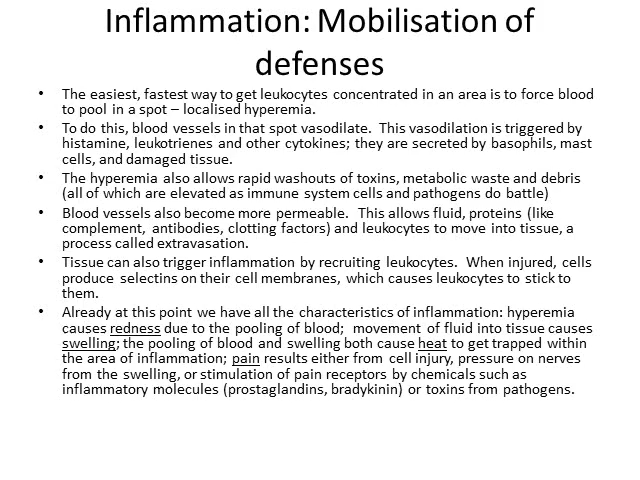 Inflammation: Mobilisation of
defenses
• The easiest, fastest way to get leukocytes concentrated in an area is to force blood
to pool in a spot – localised hyperemia.
• To do this, blood vessels in that spot vasodilate.  This vasodilation is triggered by
histamine, leukotrienes and other cytokines; they are secreted by basophils, mast
cells, and damaged tissue.
• The hyperemia also allows rapid washouts of toxins, metabolic waste and debris
(all of which are elevated as immune system cells and pathogens do battle)
• Blood vessels also become more permeable.  This allows fluid, proteins (like
complement, antibodies, clotting factors) and leukocytes to move into tissue, a
process called extravasation.
• Tissue can also trigger inflammation by recruiting leukocytes.  When injured, cells
produce selectins on their cell membranes, which causes leukocytes to stick to
them.
• Already at this point we have all the characteristics of inflammation: hyperemia
causes redness due to the pooling of blood;  movement of fluid into tissue causes
swelling; the pooling of blood and swelling both cause heat to get trapped within
the area of inflammation; pain results either from cell injury, pressure on nerves
from the swelling, or stimulation of pain receptors by chemicals such as
inflammatory molecules (prostaglandins, bradykinin) or toxins from pathogens.